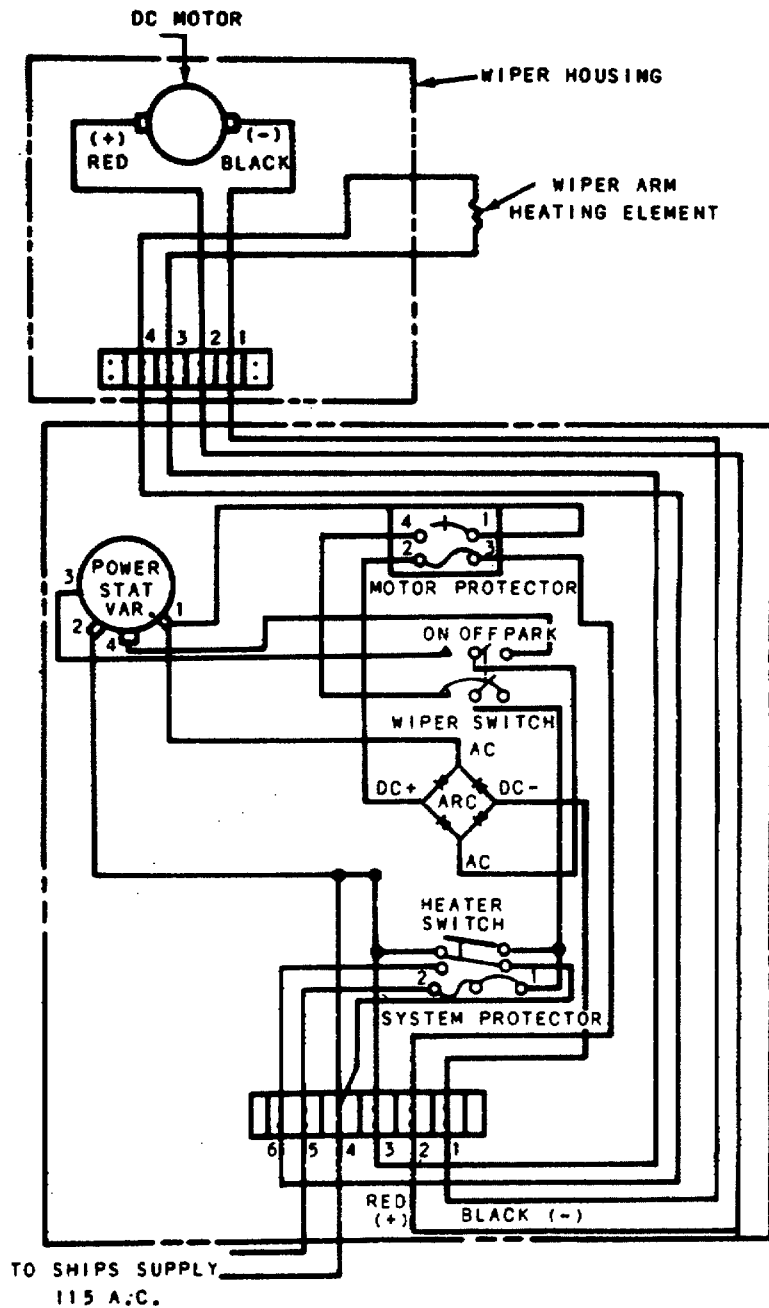 DC MOTOR
WIPER HOUSING
(+)
RED
(-)
BLACK
WIPER ARM
HEATING ELEMENT
4 3 2 1
POWER
STAT
VAR
3
2
4
1
4 1
2 3
MOTOR PROTECTOR
ON OFF PARK
WIPER SWITCH
AC
DC+
ARC
DC-
AC
HEATER
SWITCH
2 1
SYSTEM PROTECTOR
6 5 4 3 2 1
RED
(+)
BLACK (-)
TO SHIPS SUPPLY
115 A.C.